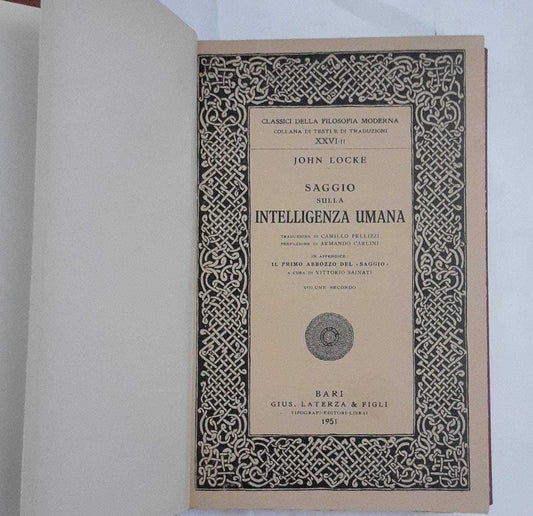 CLASSICI DELLA FILOSOFIA MODERNA
COLLANA DI TESTI E DI TRADUZIONI
XXVI-II
JOHN LOCKE
SAGGIO
SULLA
INTELLIGENZA UMANA
TRADUZIONE DI CAMILLO PELLIZZI
PREFAZIONE DI ARMANDO CARLINI
IN APPENDICE
IL PRIMO ABBOZZO DEL «SAGGIO»
A CURA DI VITTORIO SAINATI
VOLUME SECONDO
BARI
GIUS. LATERZA & FIGLI
TIPOGRAFI-EDITORI-LIBRAI
1951